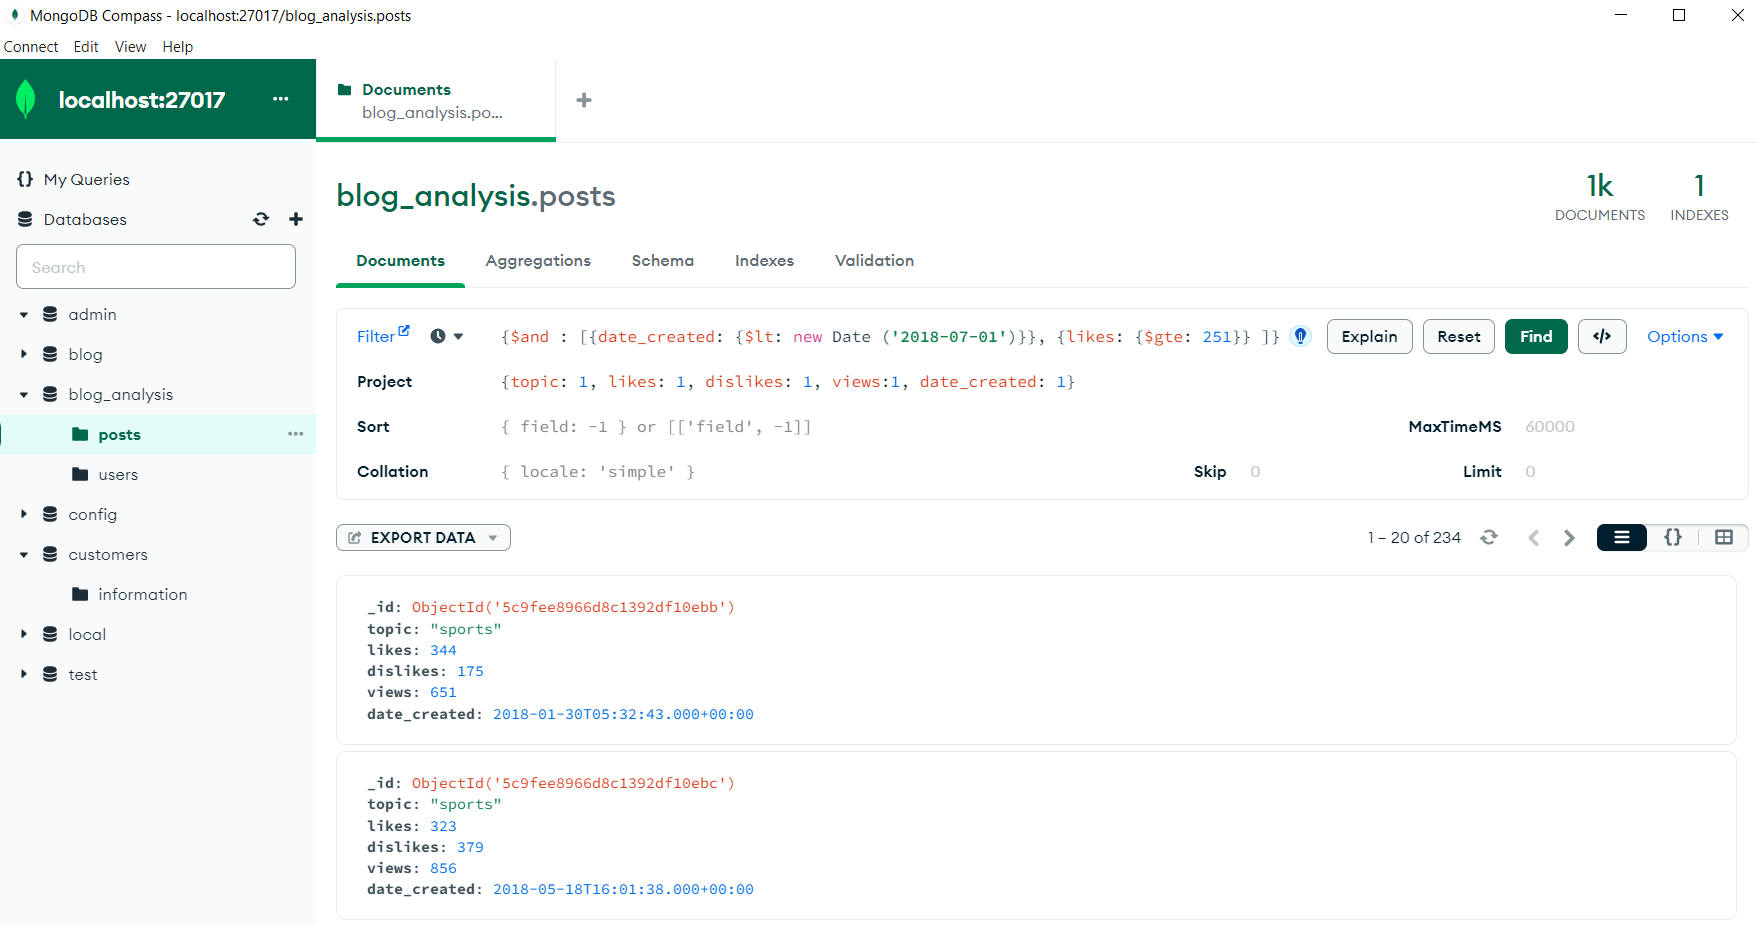 MongoDB Compass - localhost:27017/blog_analysis.posts
Connect Edit View Help
localhost:27017 ...
Documents
blog_analysis.po...
{} My Queries
Databases
Search
admin
blog
blog_analysis
posts
users
config
customers
information
local
test
blog_analysis.posts
1k
DOCUMENTS
1
INDEXES
Documents Aggregations Schema Indexes Validation
Filter {$and : [{date_created: {$lt: new Date ('2018-07-01')}}, {likes: {$gte: 251}} ]} Explain Reset Find </> Options
Project {topic: 1, likes: 1, dislikes: 1, views:1, date_created: 1}
Sort { field: -1 } or [['field', -1]] MaxTimeMS 60000
Collation { locale: 'simple' } Skip 0 Limit 0
EXPORT DATA 1 – 20 of 234 {}
_id: ObjectId('5c9fee8966d8c1392df10ebb')
topic: "sports"
likes: 344
dislikes: 175
views: 651
date_created: 2018-01-30T05:32:43.000+00:00
_id: ObjectId('5c9fee8966d8c1392df10ebc')
topic: "sports"
likes: 323
dislikes: 379
views: 856
date_created: 2018-05-18T16:01:38.000+00:00